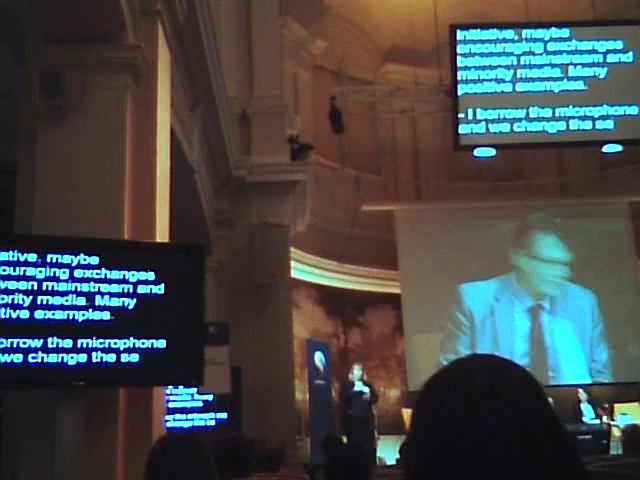 Initiative, maybe
encouraging exchanges
between mainstream and
minority media. Many
positive examples.
- I borrow the microphone
and we change the se
ative, maybe
ouraging exchanges
ween mainstream and
ority media. Many
tive examples.
orrow the microphone
we change the se